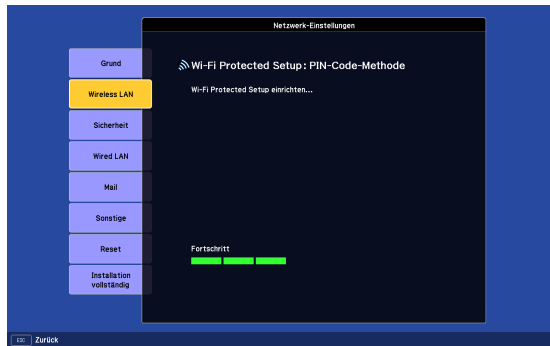 Netzwerk-Einstellungen
Grund
Wireless LAN
Sicherheit
Wired LAN
Mail
Sonstige
Reset
Installation
vollständig
Wi-Fi Protected Setup: PIN-Code-Methode
Wi-Fi Protected Setup einrichten...
Fortschritt
ESC Zurück